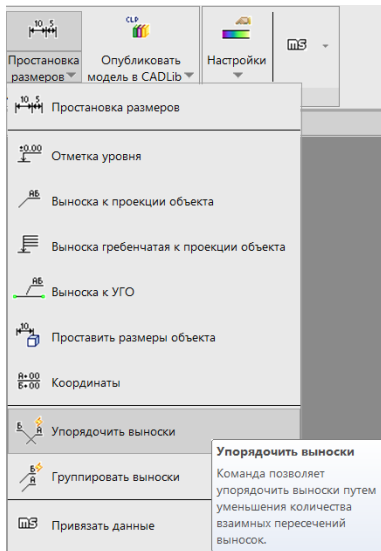 10 5
CLP
Простановка
размеров
Опубликовать
модель в CADLib
Настройки
mS
10 5
Простановка размеров
±0.00
Отметка уровня
АБ
Выноска к проекции объекта
Выноска гребенчатая к проекции объекта
АБ
Выноска к УГО
10
Проставить размеры объекта
А+00
Б+00
Координаты
Б
А
Упорядочить выноски
Б
А
Группировать выноски
mS
Привязать данные
Упорядочить выноски
Команда позволяет
упорядочить выноски путем
уменьшения количества
взаимных пересечений
выносок.